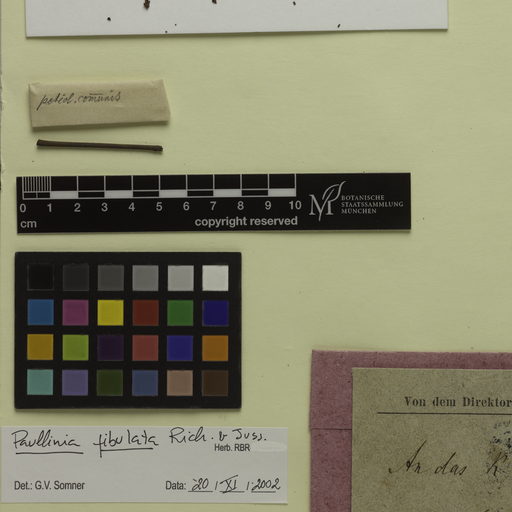 petiol. comunis
0 1 2 3 4 5 6 7 8 9 10
cm
copyright reserved
BOTANISCHE
STAATSSAMMLUNG
MÜNCHEN
Paullinia fibulata Rich. & Juss.
Herb. RBR
Det.: G.V. Somner
Data: 20 / XI / 2002
Von dem Direktor
An das K